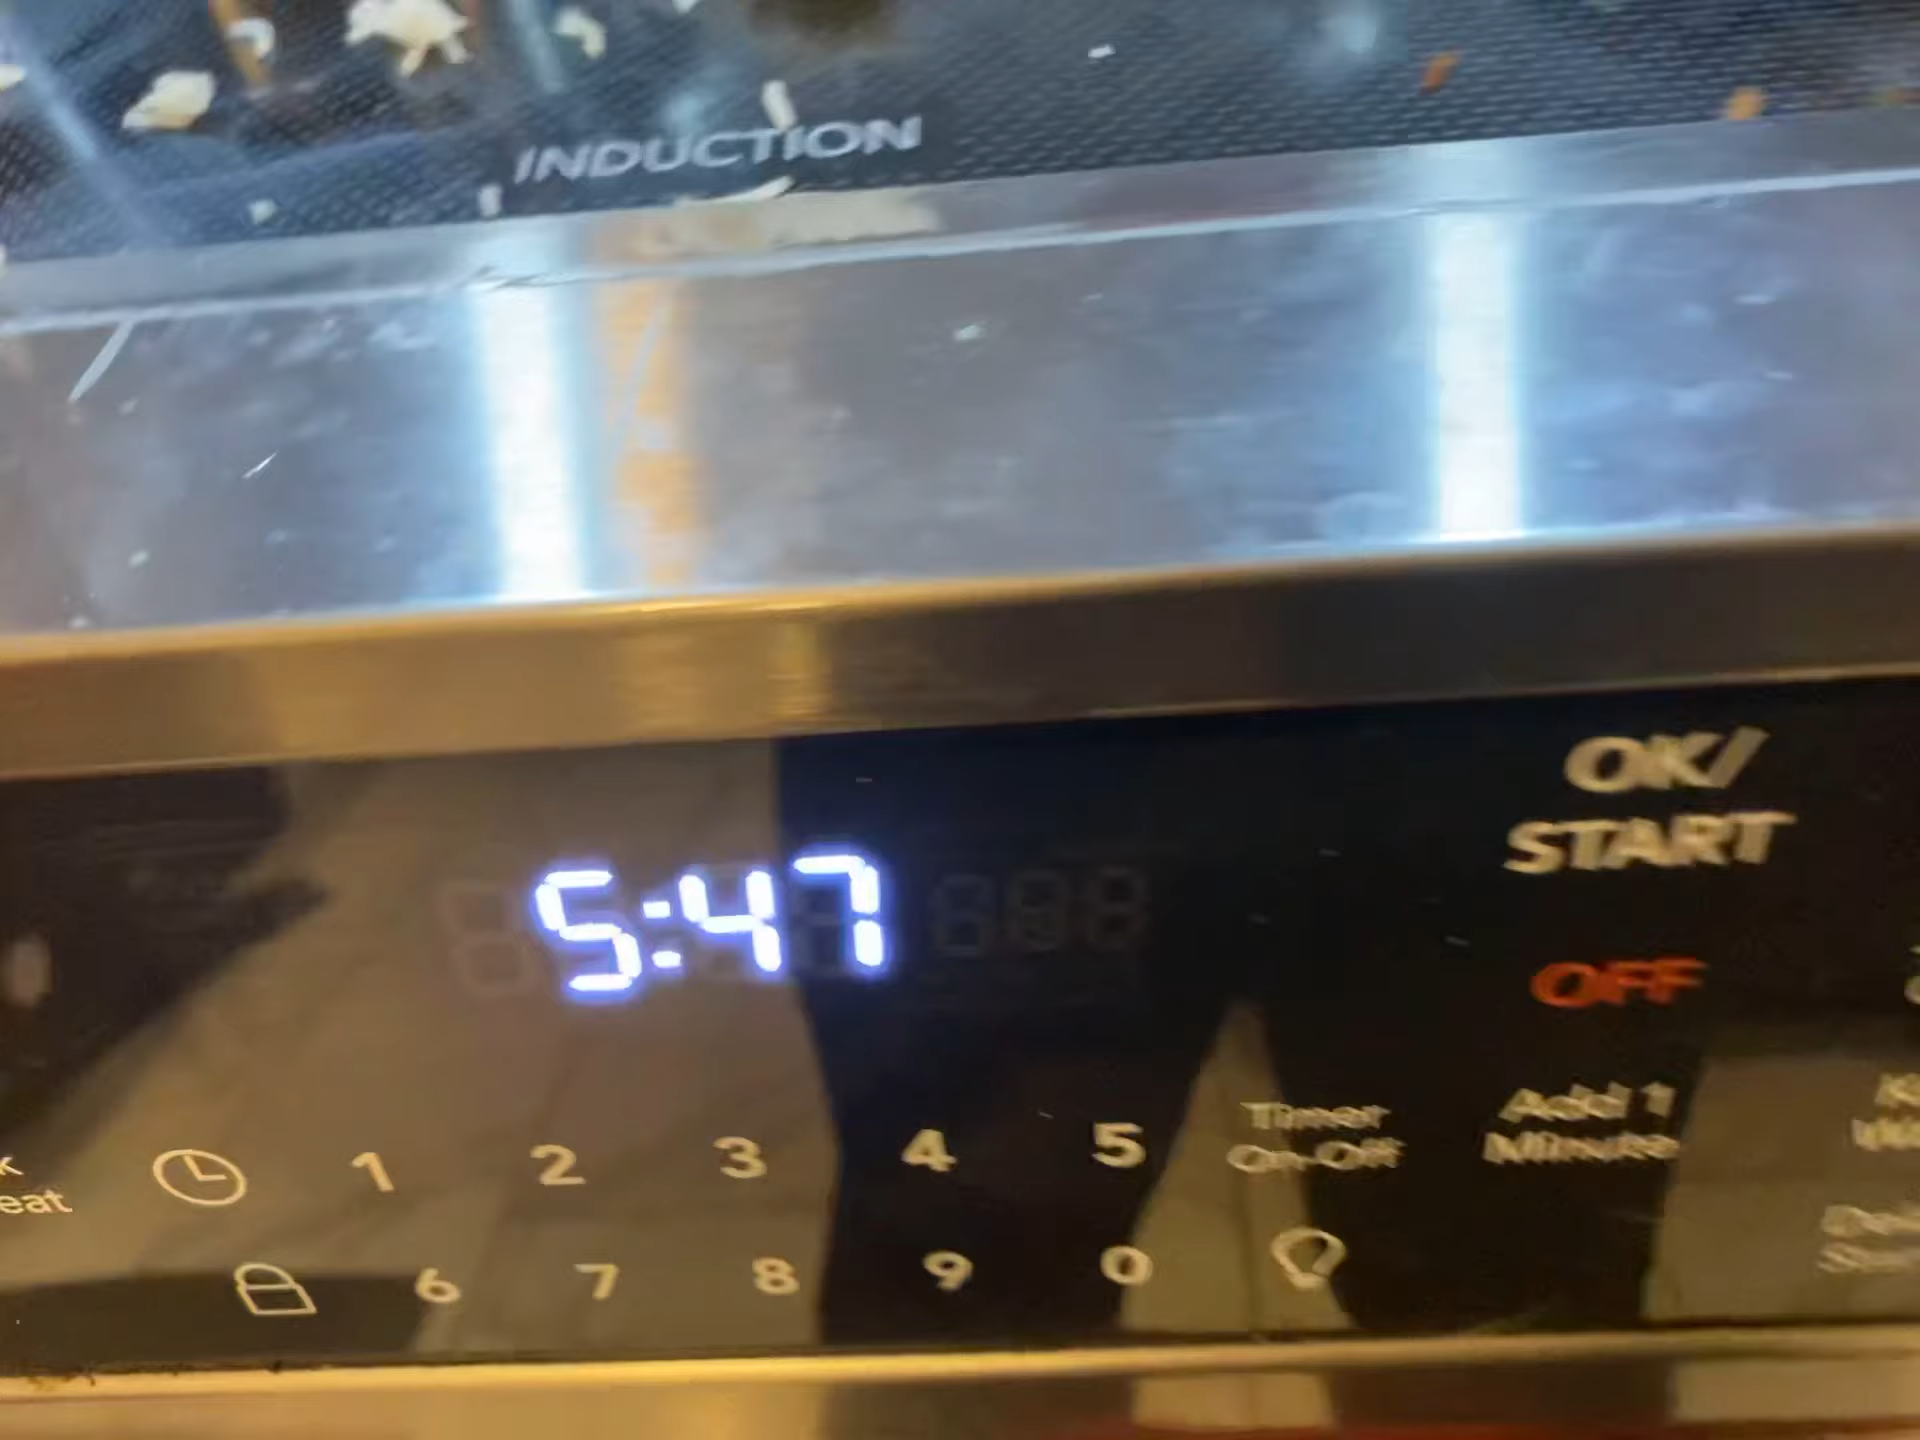 INDUCTION
OK/
START
5:47
OFF
eat
1 2 3 4 5
Timer
On-Off
Add 1
Minute
6 7 8 9 0